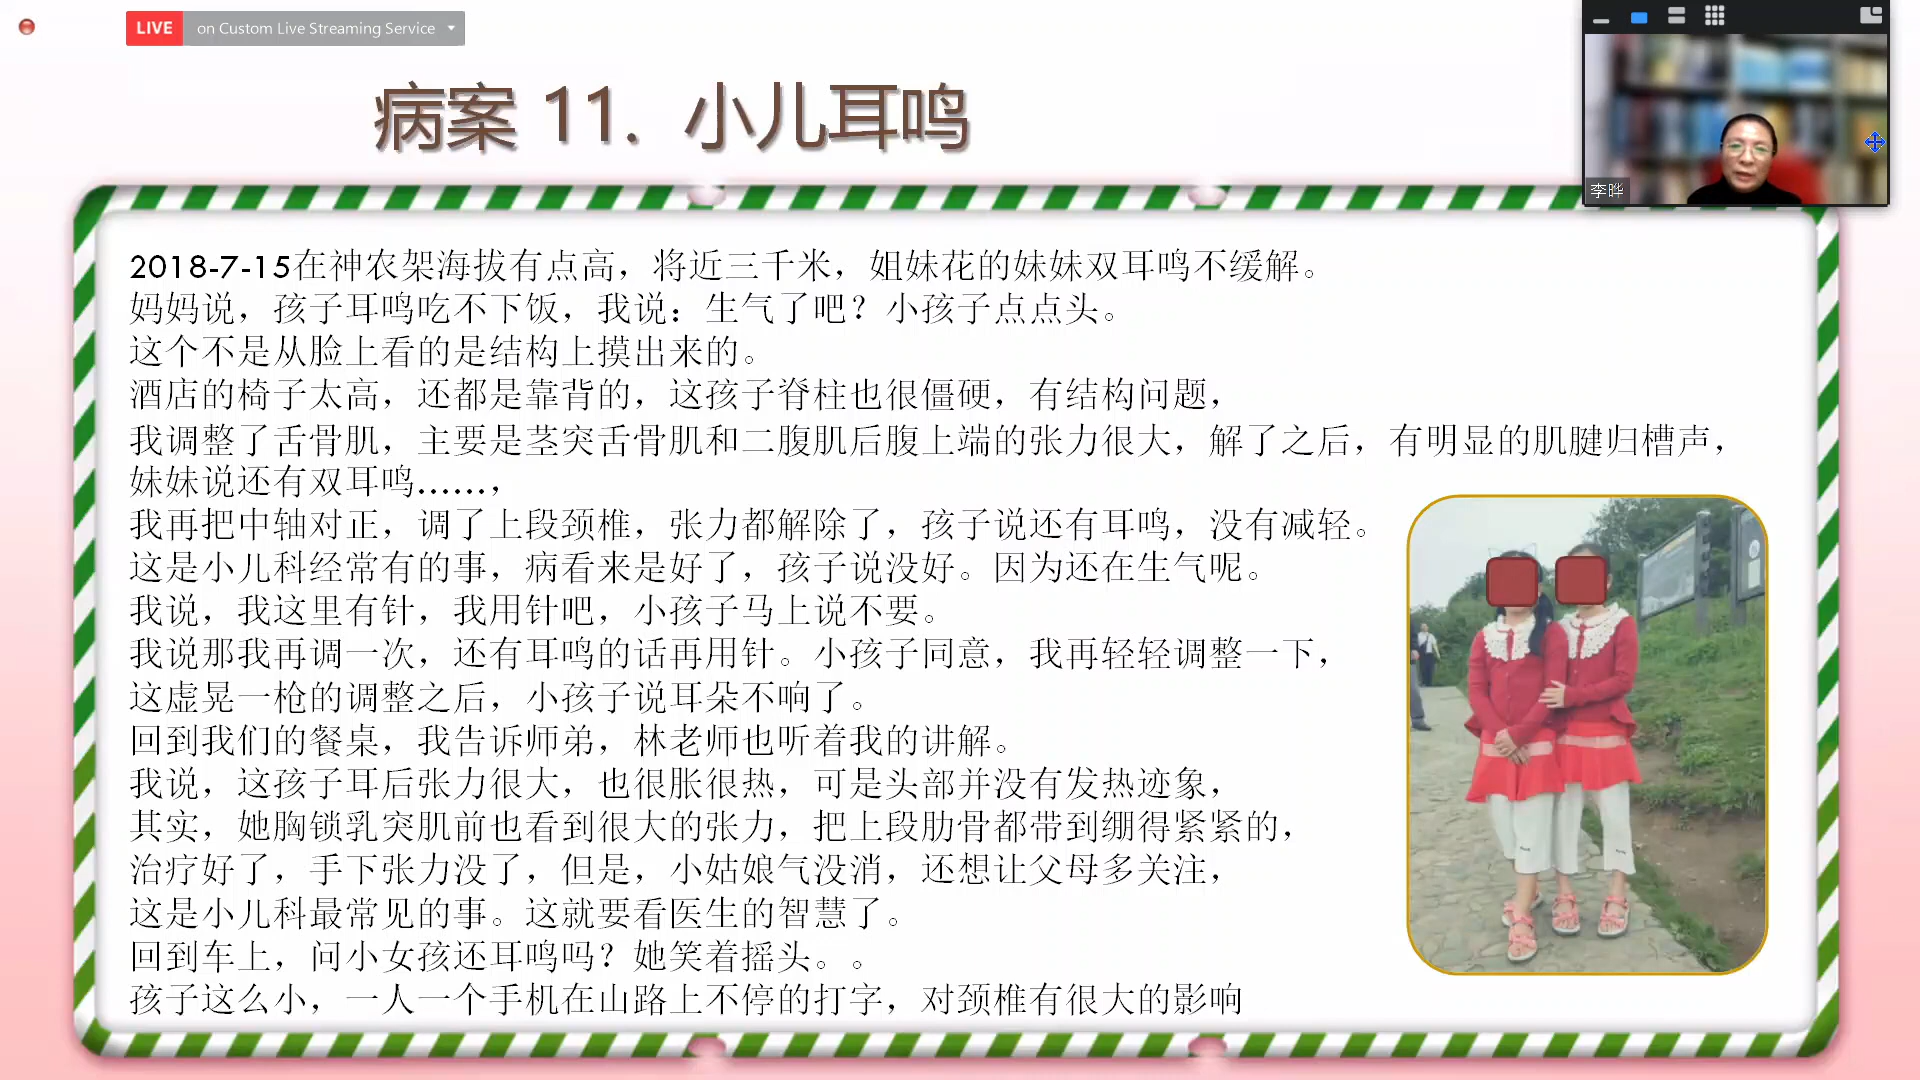 LIVE on Custom Live Streaming Service
病案 11. 小儿耳鸣
李晔
2018-7-15在神农架海拔有点高，将近三千米，姐妹花的妹妹双耳鸣不缓解。
妈妈说，孩子耳鸣吃不下饭，我说：生气了吧？小孩子点点头。
这个不是从脸上看的是结构上摸出来的。
酒店的椅子太高，还都是靠背的，这孩子脊柱也很僵硬，有结构问题，
我调整了舌骨肌，主要是茎突舌骨肌和二腹肌后腹上端的张力很大，解了之后，有明显的肌腱归槽声，
妹妹说还有双耳鸣……，
我再把中轴对正，调了上段颈椎，张力都解除了，孩子说还有耳鸣，没有减轻。
这是小儿科经常有的事，病看来是好了，孩子说没好。因为还在生气呢。
我说，我这里有针，我用针吧，小孩子马上说不要。
我说那我再调一次，还有耳鸣的话再用针。小孩子同意，我再轻轻调整一下，
这虚晃一枪的调整之后，小孩子说耳朵不响了。
回到我们的餐桌，我告诉师弟，林老师也听着我的讲解。
我说，这孩子耳后张力很大，也很胀很热，可是头部并没有发热迹象，
其实，她胸锁乳突肌前也看到很大的张力，把上段肋骨都带到绷得紧紧的，
治疗好了，手下张力没了，但是，小姑娘气没消，还想让父母多关注，
这是小儿科最常见的事。这就要看医生的智慧了。
回到车上，问小女孩还耳鸣吗？她笑着摇头。。
孩子这么小，一人一个手机在山路上不停的打字，对颈椎有很大的影响